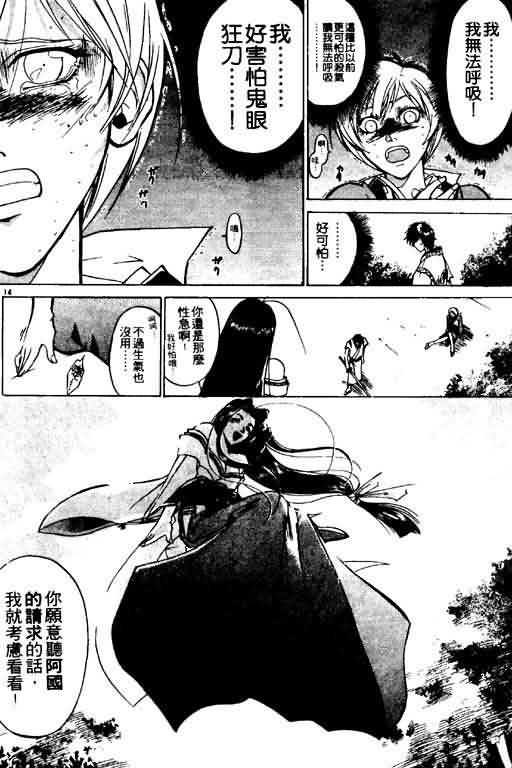 我………
我無法呼吸！
這種比以前
更可怕的殺氣
讓我無法呼吸
我………
好害怕鬼眼
狂刀……！
好可怕…
你還是那麼
性急啊！
我好怕哦
不過生氣也
沒用……
14
你願意聽阿國
的請求的話，
我就考慮看看！